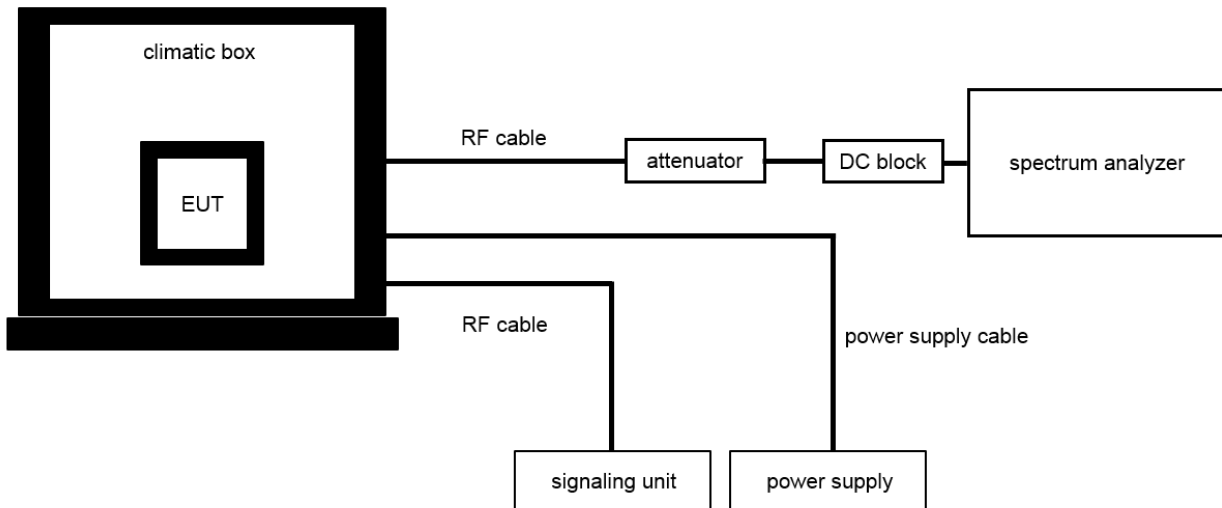 climatic box
RF cable
attenuator
DC block
spectrum analyzer
EUT
RF cable
power supply cable
signaling unit
power supply